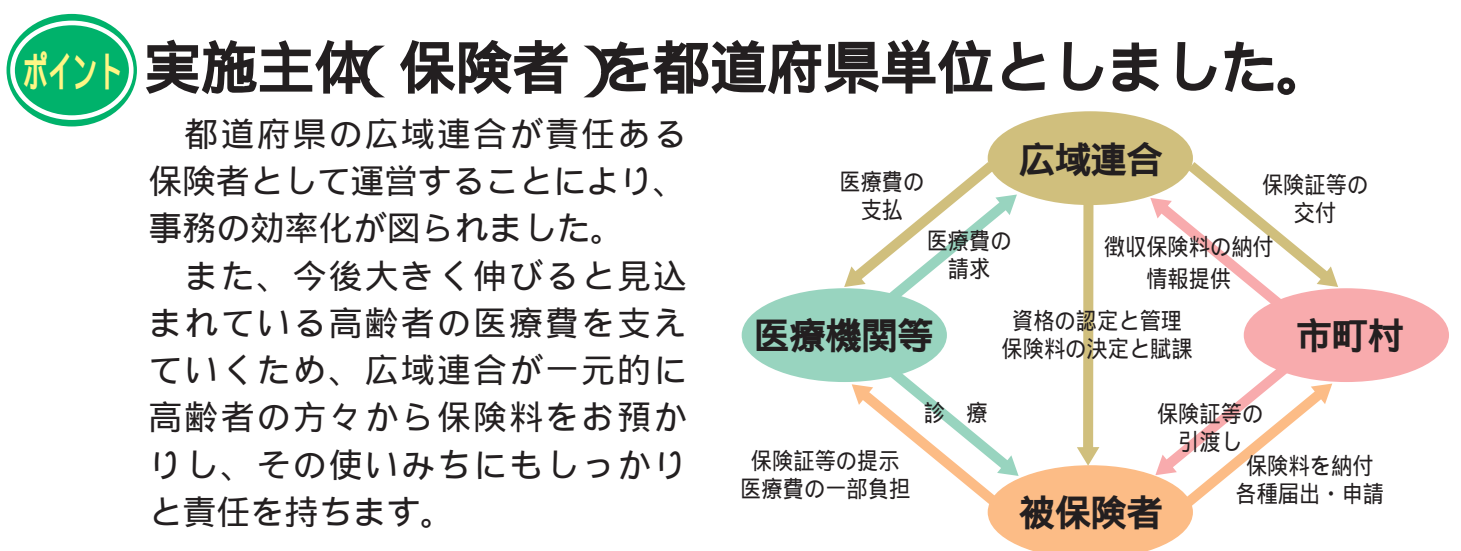 ポイント
実施主体(保険者)を都道府県単位としました。
都道府県の広域連合が責任ある
保険者として運営することにより、
事務の効率化が図られました。
また、今後大きく伸びると見込
まれている高齢者の医療費を支え
ていくため、広域連合が一元的に
高齢者の方々から保険料をお預か
りし、その使いみちにもしっかり
と責任を持ちます。
広域連合
医療費の
支払
保険証等の
交付
医療費の
請求
徴収保険料の納付
情報提供
医療機関等
資格の認定と管理
保険料の決定と賦課
市町村
診 療
保険証等の
引渡し
保険証等の提示
医療費の一部負担
保険料を納付
各種届出・申請
被保険者